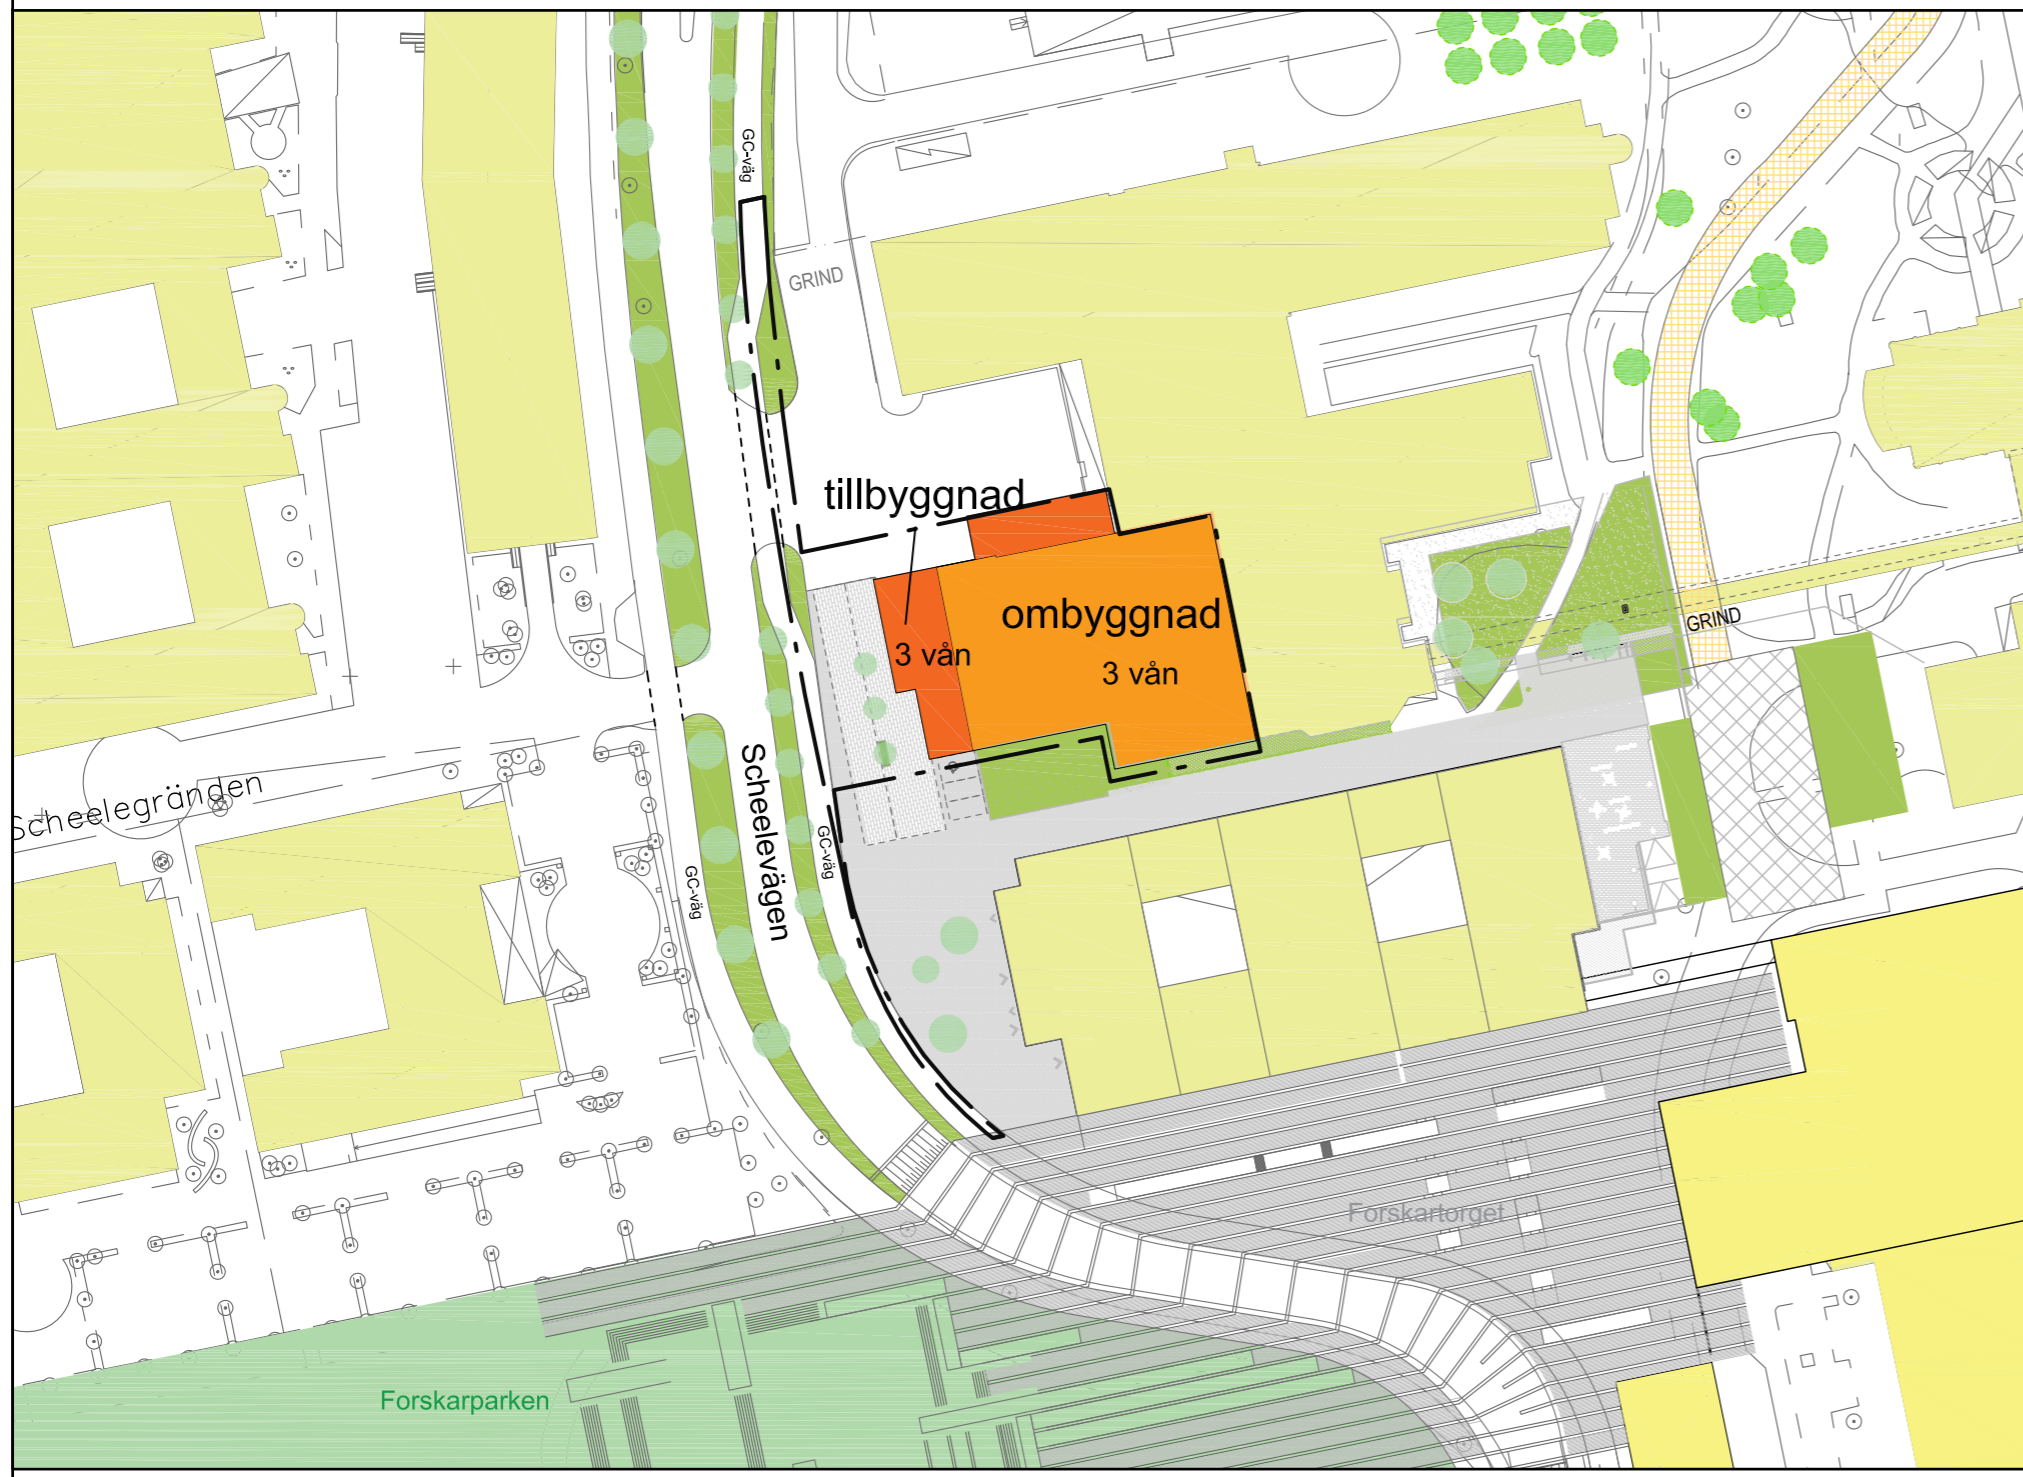 GC-väg
GRIND
tillbyggnad
ombyggnad
3 vån
3 vån
GRIND
Scheelegränden
Scheelevägen
GC-väg
GC-väg
Forskartorget
Forskarparken